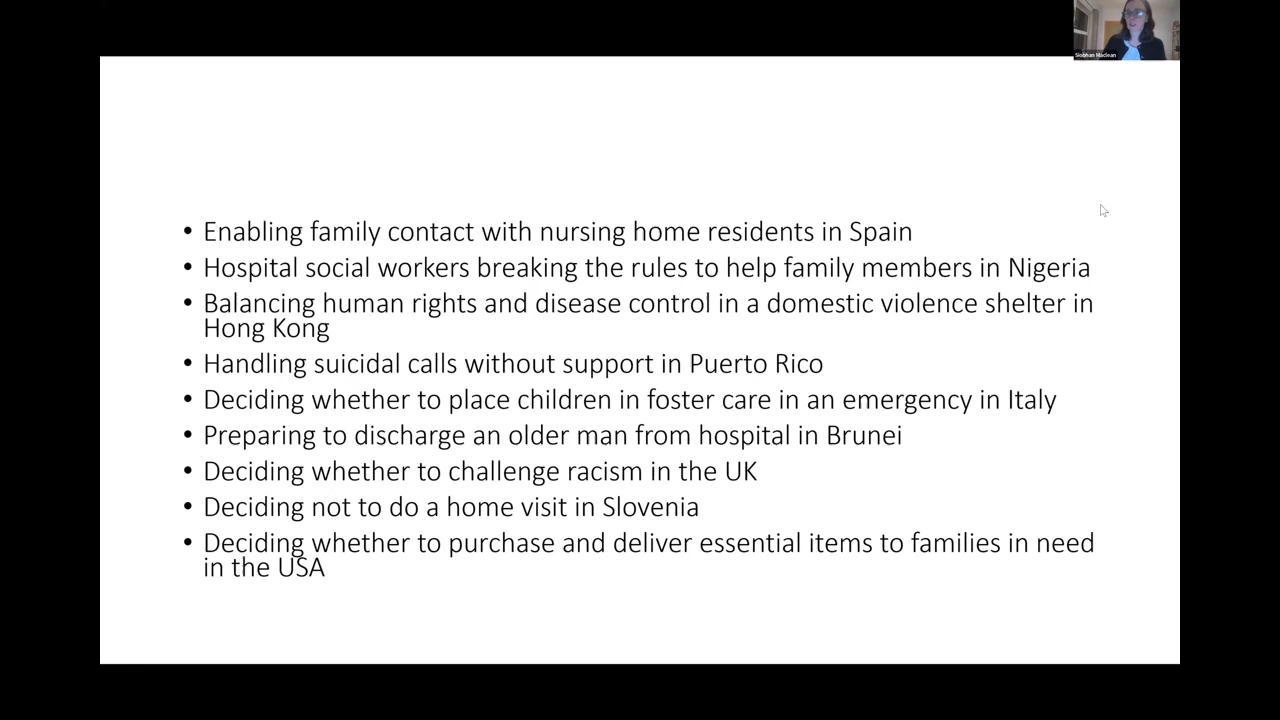 Siobhan Maclean
• Enabling family contact with nursing home residents in Spain
• Hospital social workers breaking the rules to help family members in Nigeria
• Balancing human rights and disease control in a domestic violence shelter in
Hong Kong
• Handling suicidal calls without support in Puerto Rico
• Deciding whether to place children in foster care in an emergency in Italy
• Preparing to discharge an older man from hospital in Brunei
• Deciding whether to challenge racism in the UK
• Deciding not to do a home visit in Slovenia
• Deciding whether to purchase and deliver essential items to families in need
in the USA